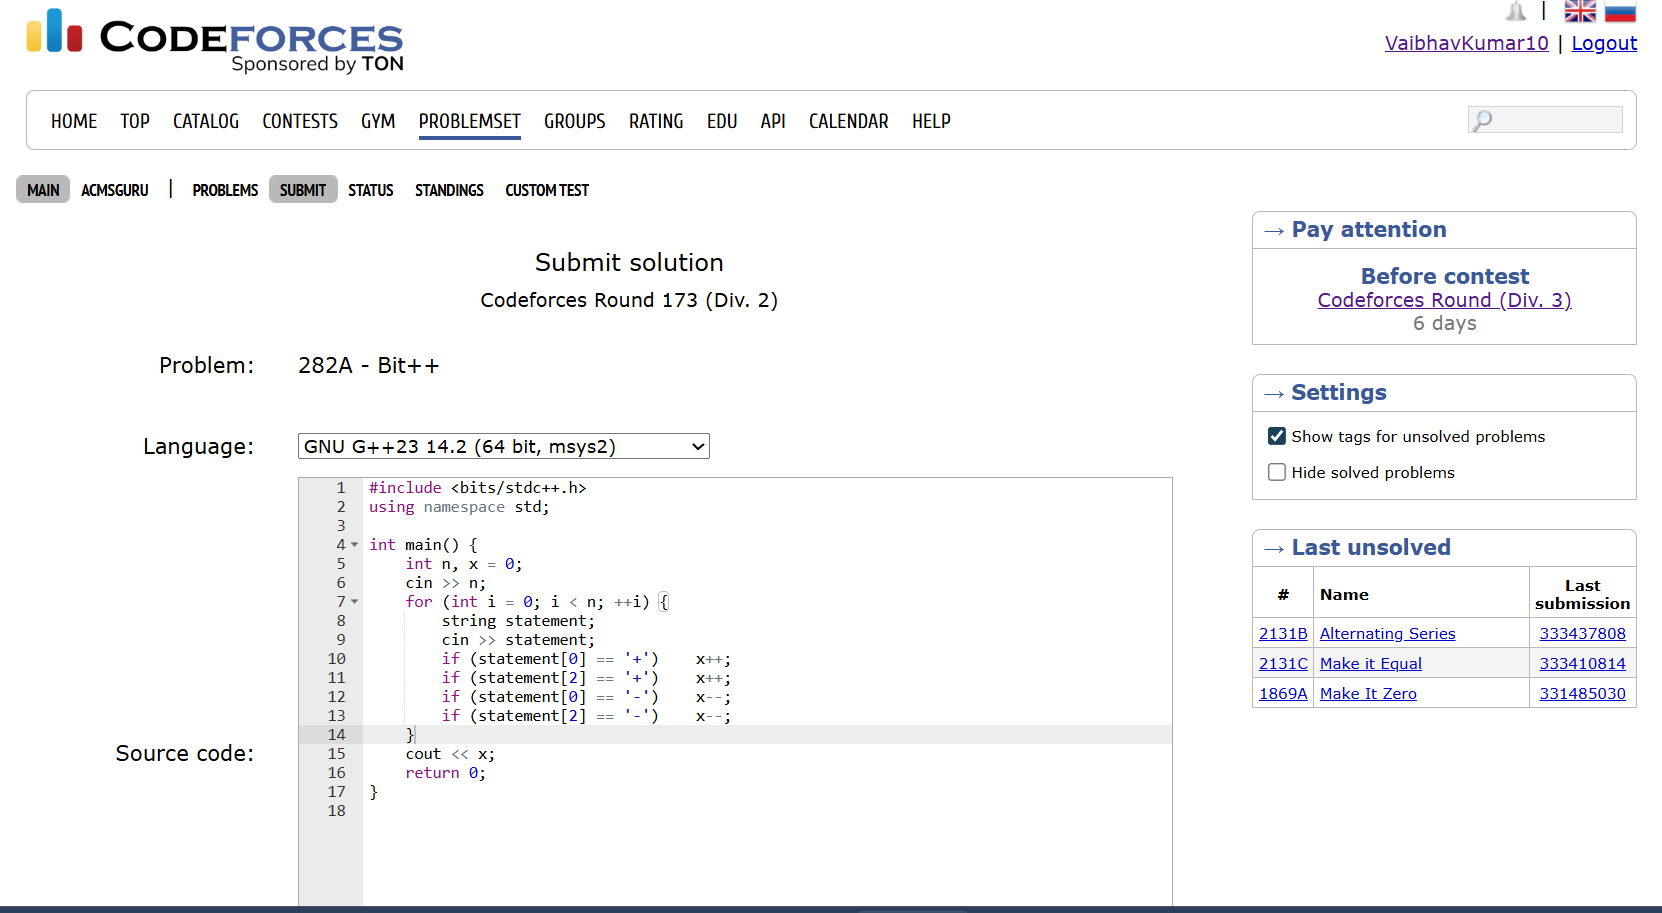 CODEFORCES
Sponsored by TON
|
VaibhavKumar10 | Logout
HOME TOP CATALOG CONTESTS GYM PROBLEMSET GROUPS RATING EDU API CALENDAR HELP
MAIN ACMSGURU | PROBLEMS SUBMIT STATUS STANDINGS CUSTOM TEST
Submit solution
Codeforces Round 173 (Div. 2)
Problem: 282A - Bit++
Language: GNU G++23 14.2 (64 bit, msys2)
Source code:
1 #include <bits/stdc++.h>
2 using namespace std;
3
4 int main() {
5     int n, x = 0;
6     cin >> n;
7     for (int i = 0; i < n; ++i) {
8         string statement;
9         cin >> statement;
10         if (statement[0] == '+')    x++;
11         if (statement[2] == '+')    x++;
12         if (statement[0] == '-')    x--;
13         if (statement[2] == '-')    x--;
14     }
15     cout << x;
16     return 0;
17 }
18
→ Pay attention
Before contest
Codeforces Round (Div. 3)
6 days
→ Settings
Show tags for unsolved problems
Hide solved problems
→ Last unsolved
# Name Last submission
2131B Alternating Series 333437808
2131C Make it Equal 333410814
1869A Make It Zero 331485030